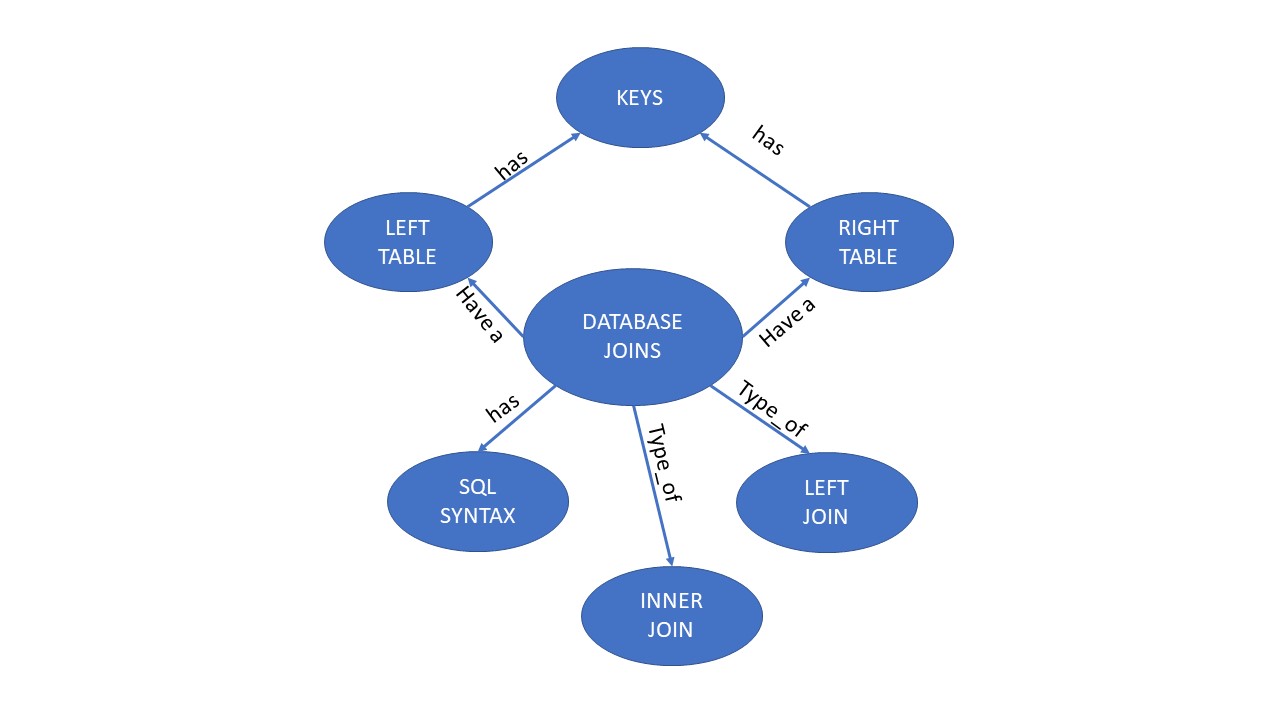 KEYS
has
has
LEFT
TABLE
RIGHT
TABLE
Have a
DATABASE
JOINS
Have a
has
Type_of
Type_of
SQL
SYNTAX
LEFT
JOIN
INNER
JOIN